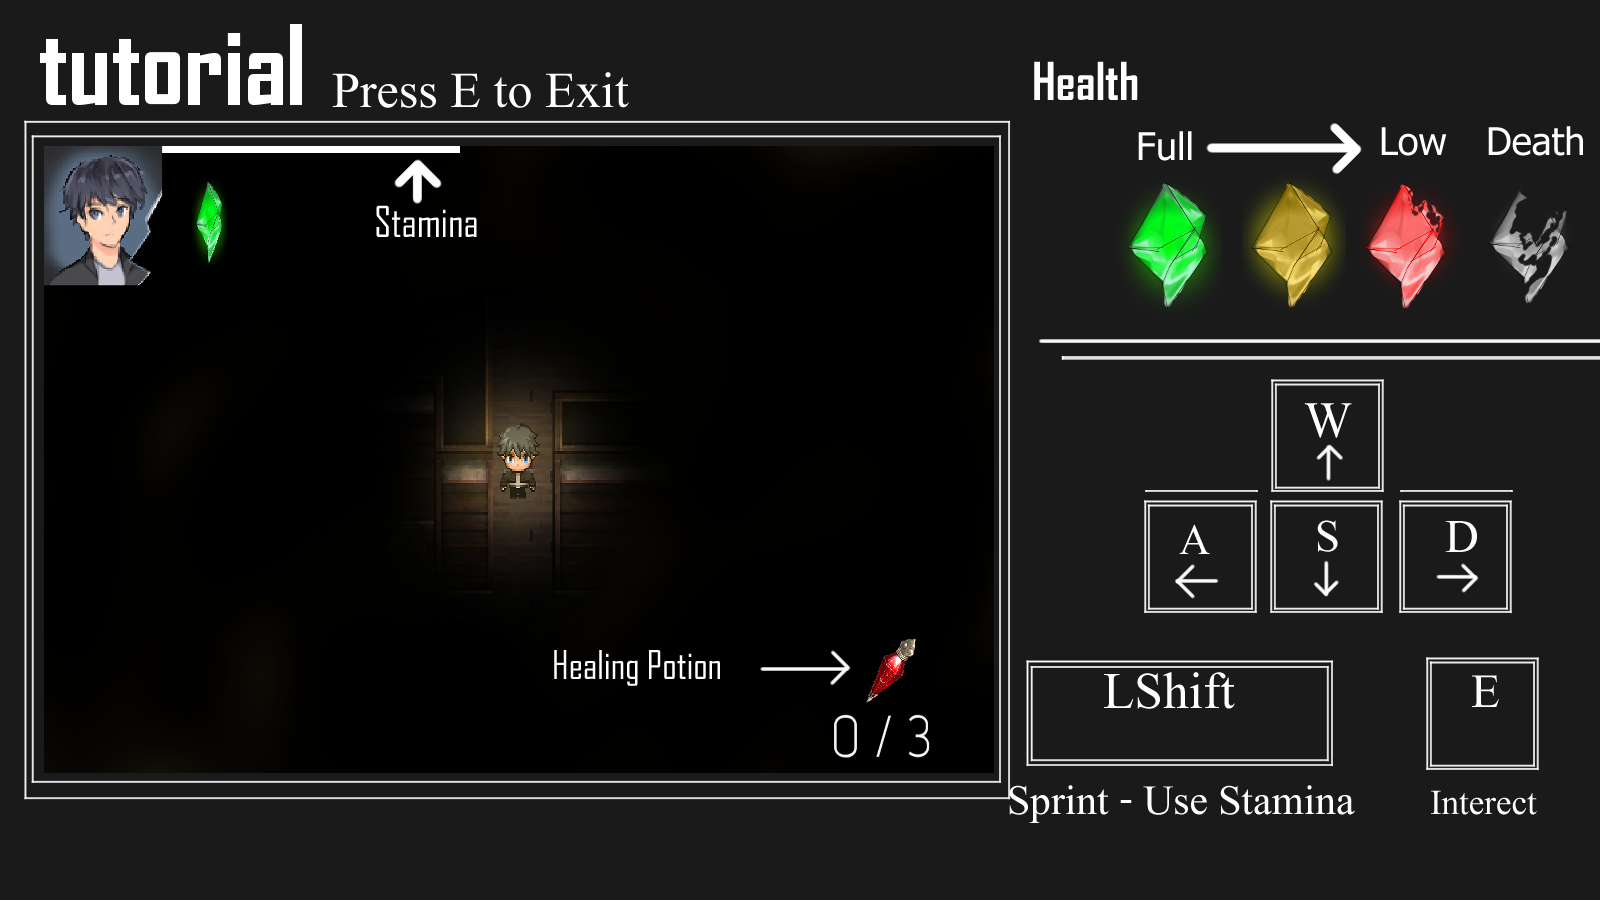 tutorial Press E to Exit
Stamina
Healing Potion
0 / 3
Health
Full Low Death
W
A S D
LShift E
Sprint - Use Stamina Interect